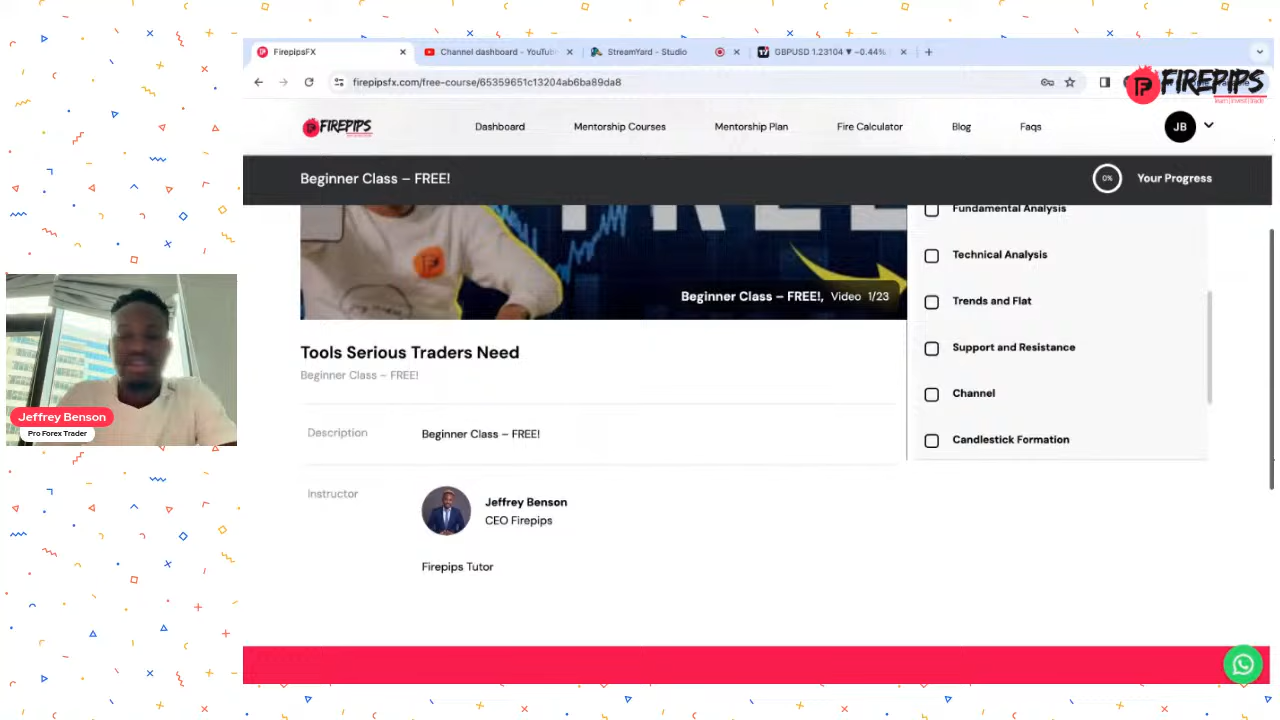 FirepipsFX
Channel dashboard - YouTub
StreamYard - Studio
GBPUSD 1.23104 ▼ −0.44%
firepipsfx.com/free-course/65359651c13204ab6ba89da8
FIREPIPS
FIREPIPS
Dashboard
Mentorship Courses
Mentorship Plan
Fire Calculator
Blog
Faqs
JB
Beginner Class – FREE!
0%
Your Progress
FREE
Beginner Class – FREE!, Video 1/23
Fundamental Analysis
Technical Analysis
Trends and Flat
Support and Resistance
Channel
Candlestick Formation
Tools Serious Traders Need
Beginner Class – FREE!
Description
Beginner Class – FREE!
Instructor
Jeffrey Benson
CEO Firepips
Firepips Tutor
Jeffrey Benson
Pro Forex Trader